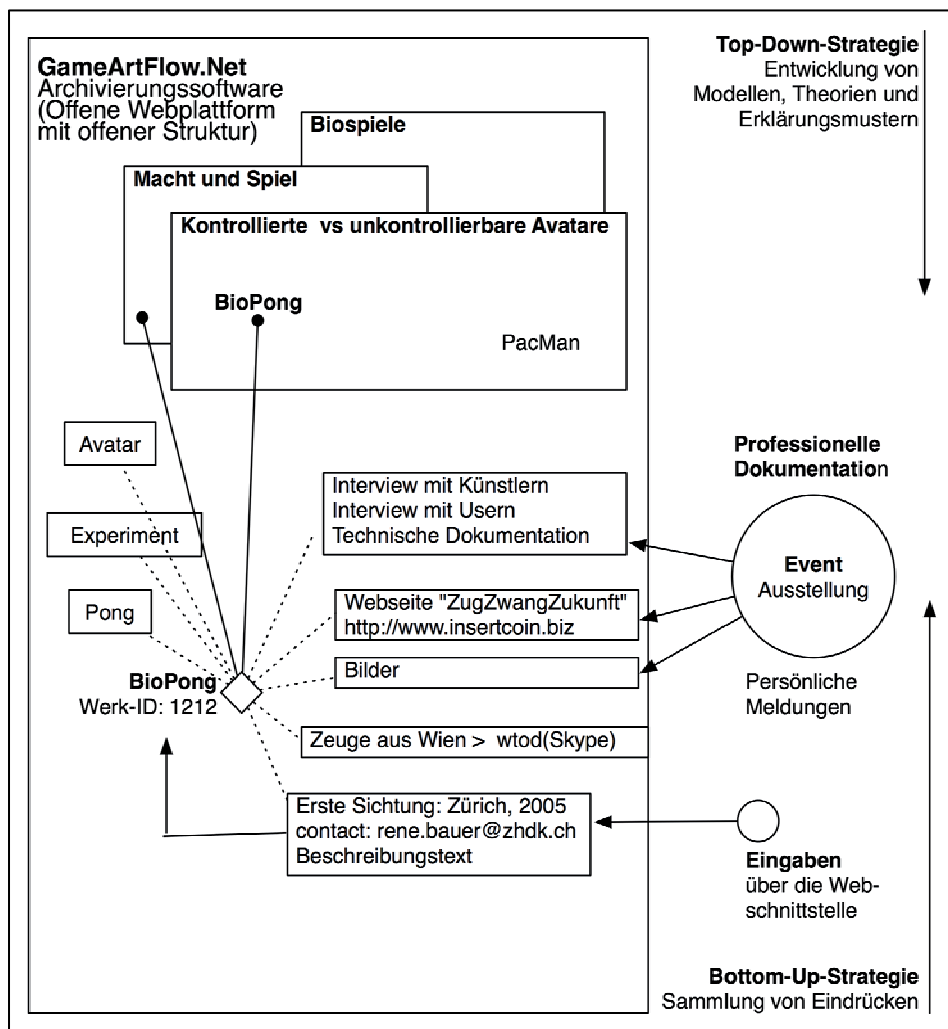 GameArtFlow.Net
Archivierungssoftware
(Offene Webplattform
mit offener Struktur)
Biospiele
Macht und Spiel
Kontrollierte vs unkontrollierbare Avatare
BioPong
PacMan
Top-Down-Strategie
Entwicklung von
Modellen, Theorien und
Erklärungsmustern
Avatar
Experiment
Pong
BioPong
Werk-ID: 1212
Interview mit Künstlern
Interview mit Usern
Technische Dokumentation
Webseite "ZugZwangZukunft"
http://www.insertcoin.biz
Bilder
Zeuge aus Wien > wtod(Skype)
Erste Sichtung: Zürich, 2005
contact: rene.bauer@zhdk.ch
Beschreibungstext
Professionelle
Dokumentation
Event
Ausstellung
Persönliche
Meldungen
Eingaben
über die Web-
schnittstelle
Bottom-Up-Strategie
Sammlung von Eindrücken